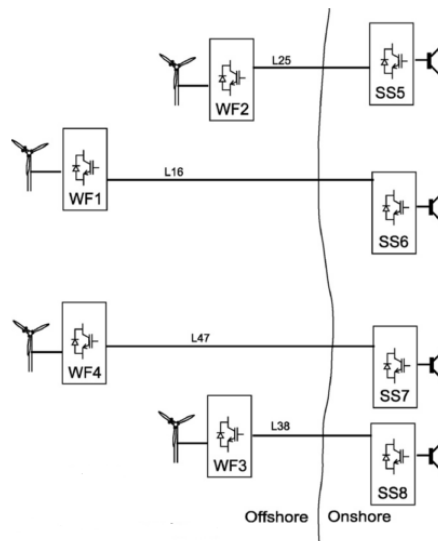 L25
WF2
SS5
WF1
L16
SS6
L47
WF4
SS7
L38
WF3
SS8
Offshore Onshore